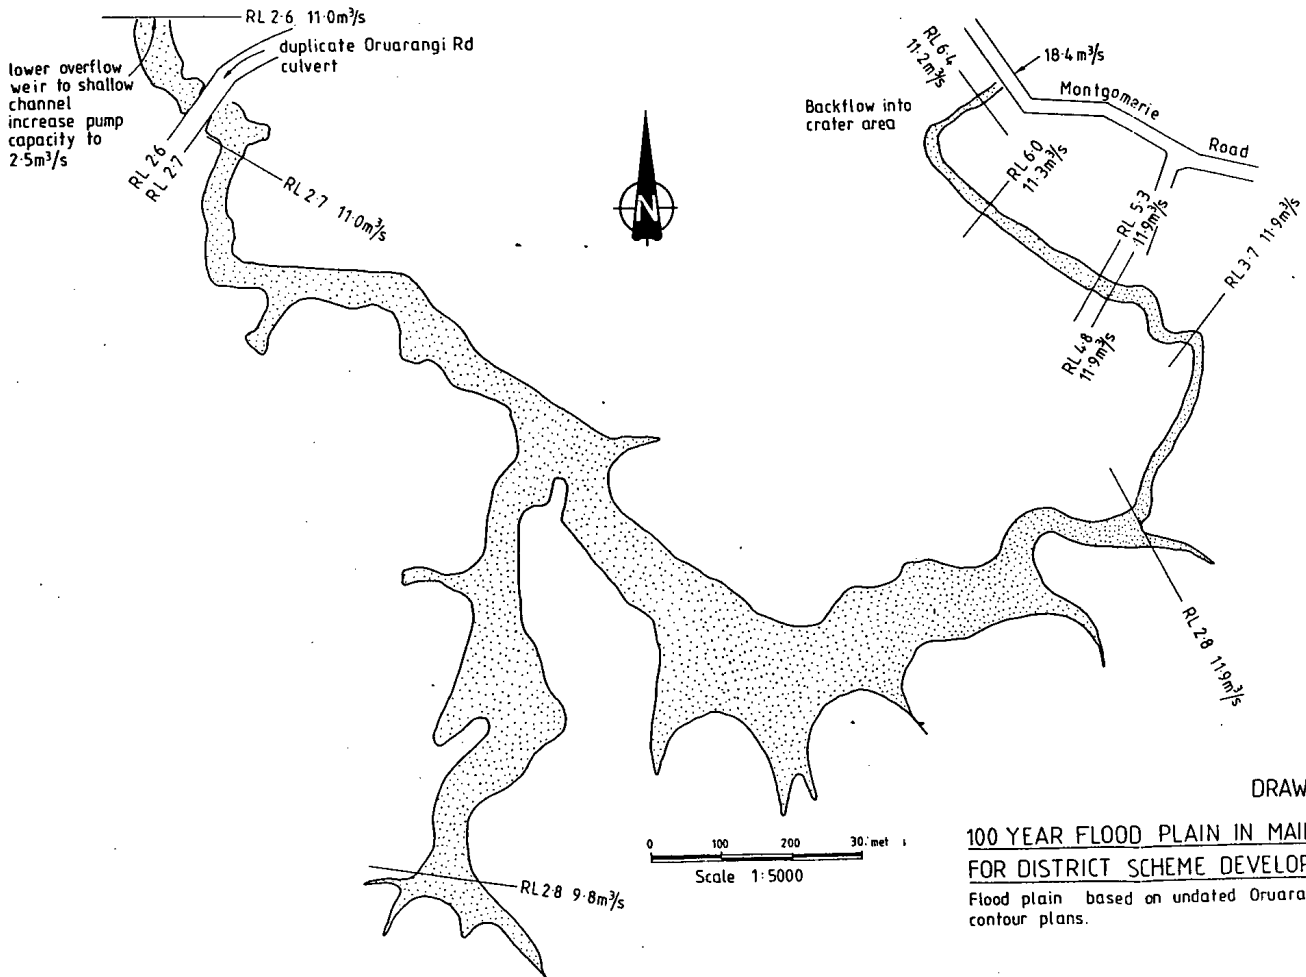 RL 2·6 11·0m³/s
duplicate Oruarangi Rd
culvert
lower overflow
weir to shallow
channel
increase pump
capacity to
2·5m³/s
RL 2·6
RL 2·7
RL 2·7 11·0m³/s
N
RL 6·4
11·2m³/s
18·4m³/s
Montgomerie
Road
Backflow into
crater area
RL 6·0
11·3m³/s
RL 5·3
11·9m³/s
RL 3·7 11·9m³/s
RL 4·8
11·9m³/s
RL 2·8 11·9m³/s
RL 2·8 9·8m³/s
0 100 200 30 met
Scale 1:5000
DRAW
100 YEAR FLOOD PLAIN IN MAI
FOR DISTRICT SCHEME DEVELOP
Flood plain based on undated Oruara
contour plans.